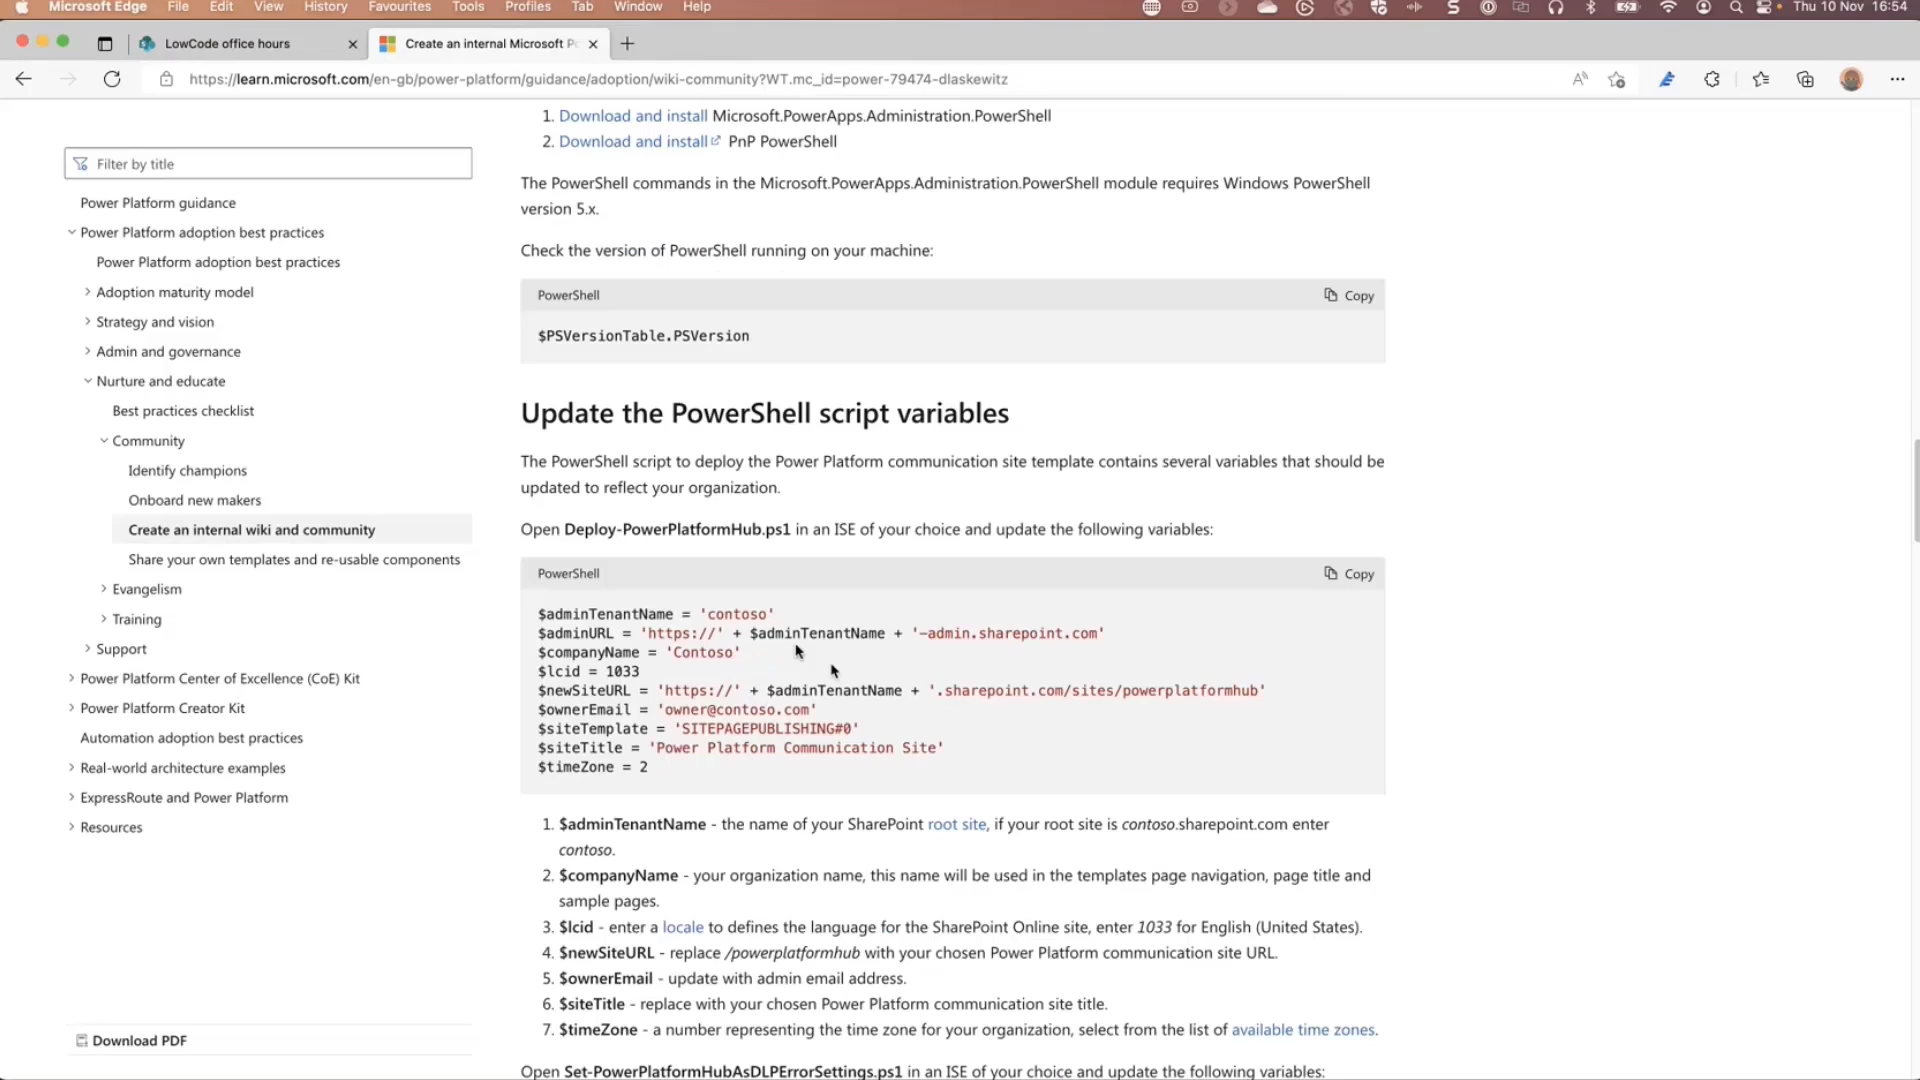 Microsoft Edge File Edit View History Favourites Tools Profiles Tab Window Help Thu 10 Nov 16:54
LowCode office hours
Create an internal Microsoft P
https://learn.microsoft.com/en-gb/power-platform/guidance/adoption/wiki-community?WT.mc_id=power-79474-dlaskewitz
Filter by title
Power Platform guidance
Power Platform adoption best practices
Power Platform adoption best practices
Adoption maturity model
Strategy and vision
Admin and governance
Nurture and educate
Best practices checklist
Community
Identify champions
Onboard new makers
Create an internal wiki and community
Share your own templates and re-usable components
Evangelism
Training
Support
Power Platform Center of Excellence (CoE) Kit
Power Platform Creator Kit
Automation adoption best practices
Real-world architecture examples
ExpressRoute and Power Platform
Resources
Download PDF
1. Download and install Microsoft.PowerApps.Administration.PowerShell
2. Download and install PnP PowerShell
The PowerShell commands in the Microsoft.PowerApps.Administration.PowerShell module requires Windows PowerShell
version 5.x.
Check the version of PowerShell running on your machine:
PowerShell Copy
$PSVersionTable.PSVersion
Update the PowerShell script variables
The PowerShell script to deploy the Power Platform communication site template contains several variables that should be
updated to reflect your organization.
Open Deploy-PowerPlatformHub.ps1 in an ISE of your choice and update the following variables:
PowerShell Copy
$adminTenantName = 'contoso'
$adminURL = 'https://' + $adminTenantName + '-admin.sharepoint.com'
$companyName = 'Contoso'
$lcid = 1033
$newSiteURL = 'https://' + $adminTenantName + '.sharepoint.com/sites/powerplatformhub'
$ownerEmail = 'owner@contoso.com'
$siteTemplate = 'SITEPAGEPUBLISHING#0'
$siteTitle = 'Power Platform Communication Site'
$timeZone = 2
1. $adminTenantName - the name of your SharePoint root site, if your root site is contoso.sharepoint.com enter
contoso.
2. $companyName - your organization name, this name will be used in the templates page navigation, page title and
sample pages.
3. $lcid - enter a locale to defines the language for the SharePoint Online site, enter 1033 for English (United States).
4. $newSiteURL - replace /powerplatformhub with your chosen Power Platform communication site URL.
5. $ownerEmail - update with admin email address.
6. $siteTitle - replace with your chosen Power Platform communication site title.
7. $timeZone - a number representing the time zone for your organization, select from the list of available time zones.
Open Set-PowerPlatformHubAsDLPErrorSettings.ps1 in an ISE of your choice and update the following variables: